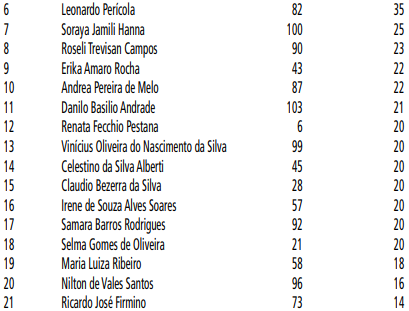 6 Leonardo Perícola 82 35
7 Soraya Jamili Hanna 100 25
8 Roseli Trevisan Campos 90 23
9 Erika Amaro Rocha 43 22
10 Andrea Pereira de Melo 87 22
11 Danilo Basilio Andrade 103 21
12 Renata Fecchio Pestana 6 20
13 Vinícius Oliveira do Nascimento da Silva 99 20
14 Celestino da Silva Alberti 45 20
15 Claudio Bezerra da Silva 28 20
16 Irene de Souza Alves Soares 57 20
17 Samara Barros Rodrigues 92 20
18 Selma Gomes de Oliveira 21 20
19 Maria Luiza Ribeiro 58 18
20 Nilton de Vales Santos 96 16
21 Ricardo José Firmino 73 14